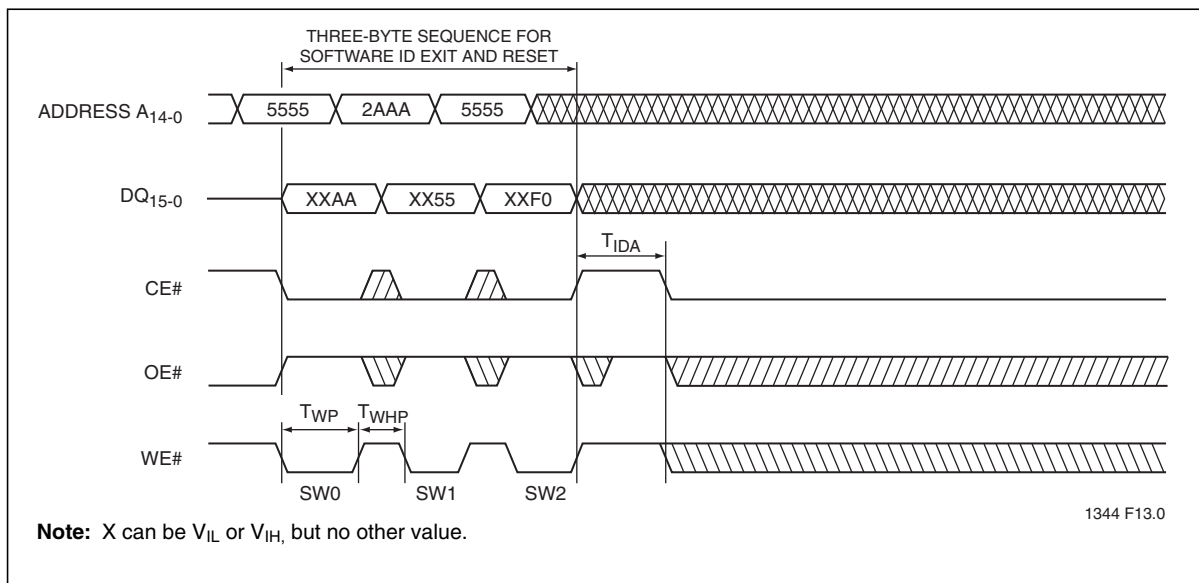 THREE-BYTE SEQUENCE FOR
SOFTWARE ID EXIT AND RESET
ADDRESS A14-0
5555 2AAA 5555
DQ15-0
XXAA XX55 XXF0
TIDA
CE#
OE#
TWP TWHP
WE#
SW0 SW1 SW2
1344 F13.0
Note: X can be VIL or VIH, but no other value.